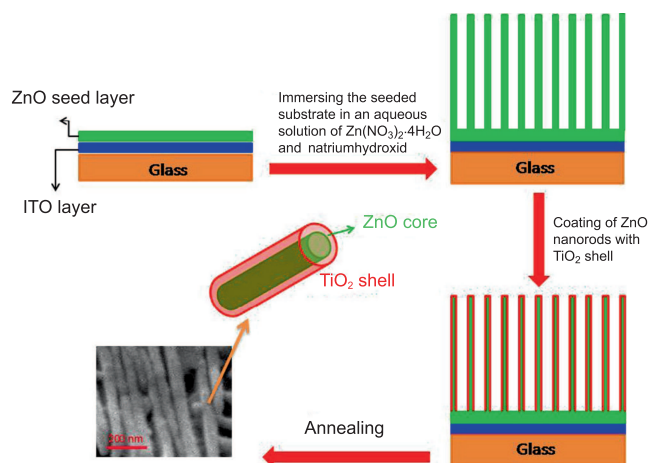 ZnO seed layer
ITO layer
Glass
Immersing the seeded
substrate in an aqueous
solution of Zn(NO₃)₂·4H₂O
and natriumhydroxid
Glass
Coating of ZnO
nanorods with
TiO₂ shell
Glass
Annealing
ZnO core
TiO₂ shell
200 nm